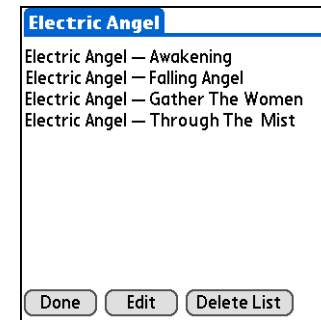 Electric Angel
Electric Angel — Awakening
Electric Angel — Falling Angel
Electric Angel — Gather The Women
Electric Angel — Through The Mist
Done Edit Delete List